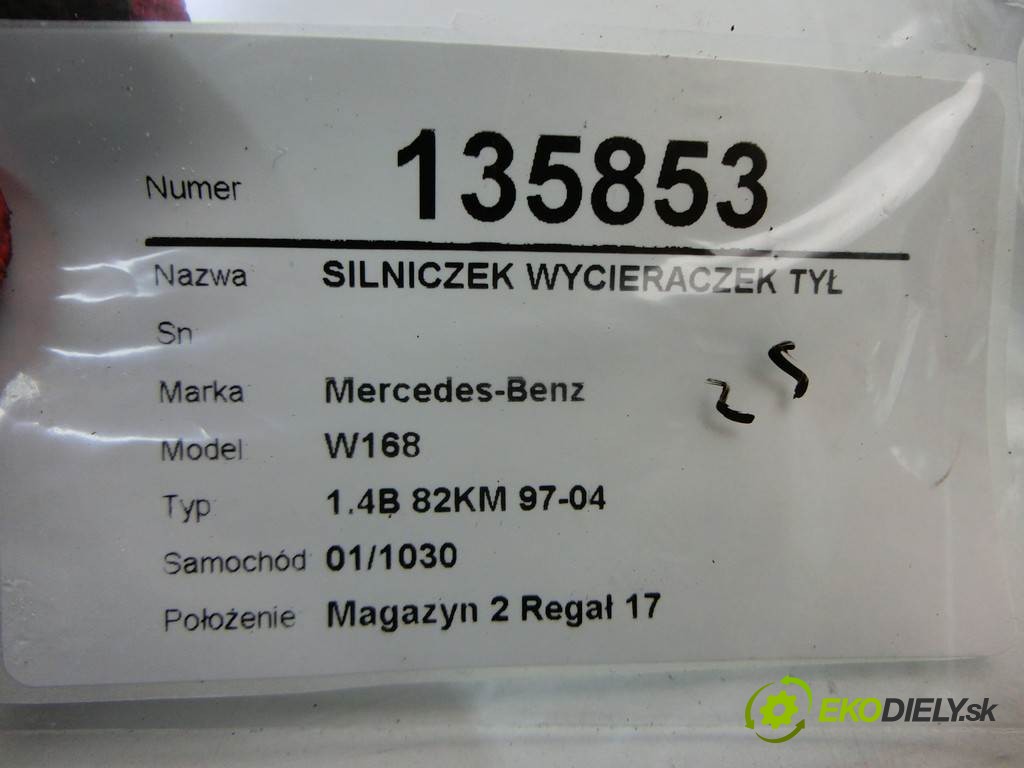 Numer 135853
Nazwa SILNICZEK WYCIERACZEK TYŁ
Sn
Marka Mercedes-Benz
Model W168
Typ 1.4B 82KM 97-04
Samochód 01/1030
Położenie Magazyn 2 Regał 17
EKODIELY.sk